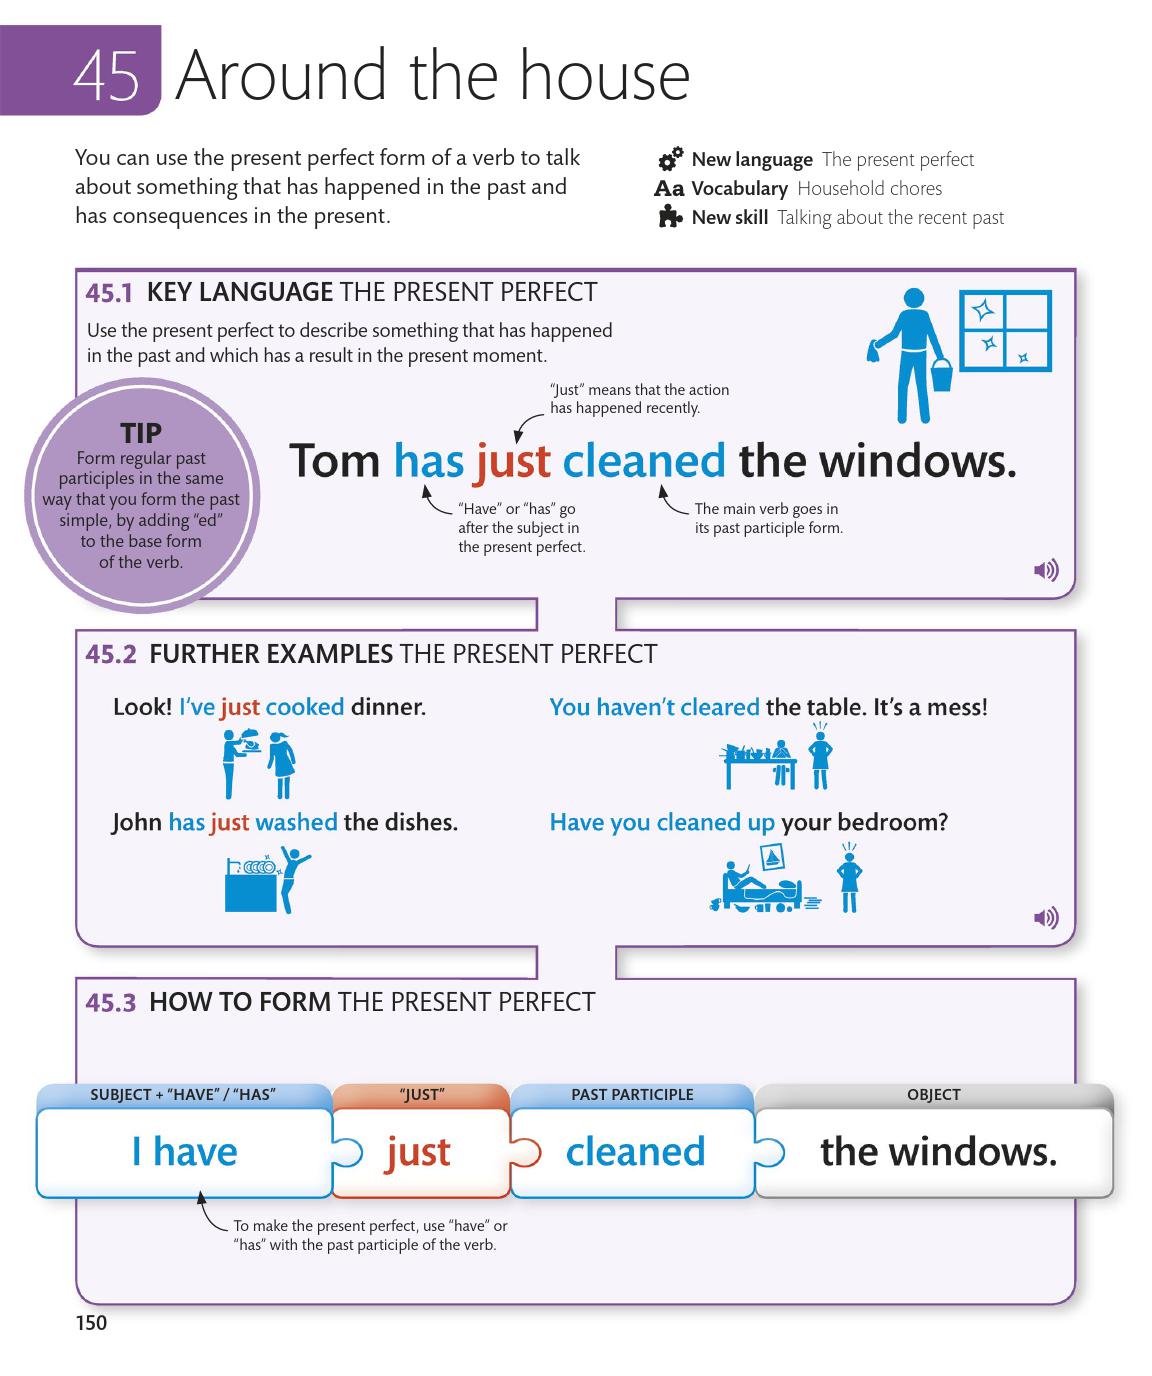 45 Around the house
You can use the present perfect form of a verb to talk
about something that has happened in the past and
has consequences in the present.
New language The present perfect
Aa Vocabulary Household chores
New skill Talking about the recent past
45.1 KEY LANGUAGE THE PRESENT PERFECT
Use the present perfect to describe something that has happened
in the past and which has a result in the present moment.
TIP
Form regular past
participles in the same
way that you form the past
simple, by adding “ed”
to the base form
of the verb.
“Just” means that the action
has happened recently.
Tom has just cleaned the windows.
“Have” or “has” go
after the subject in
the present perfect.
The main verb goes in
its past participle form.
45.2 FURTHER EXAMPLES THE PRESENT PERFECT
Look! I’ve just cooked dinner.
You haven’t cleared the table. It’s a mess!
John has just washed the dishes.
Have you cleaned up your bedroom?
45.3 HOW TO FORM THE PRESENT PERFECT
SUBJECT + “HAVE” / “HAS”
“JUST”
PAST PARTICIPLE
OBJECT
I have
just
cleaned
the windows.
To make the present perfect, use “have” or
“has” with the past participle of the verb.
150